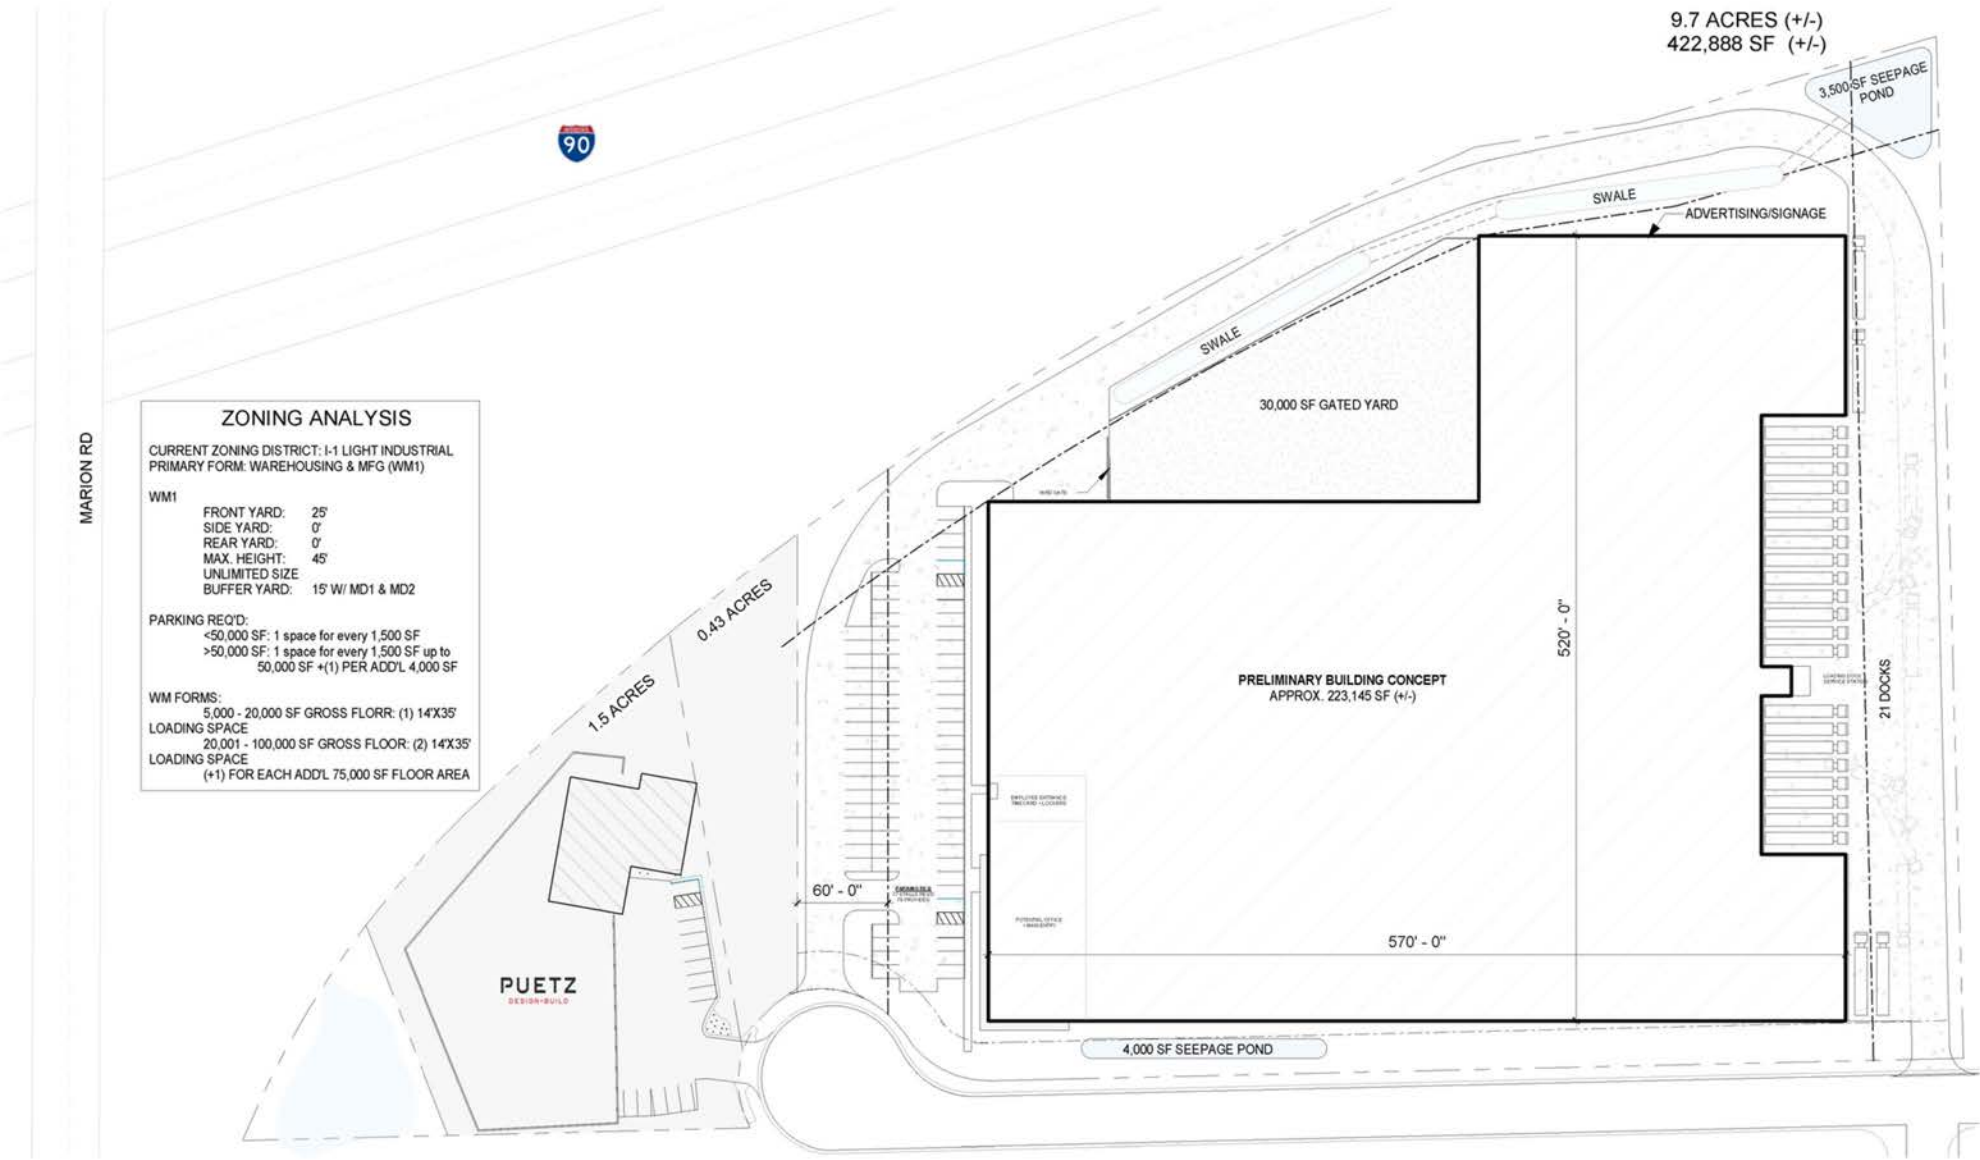 9.7 ACRES (+/-)
422,888 SF (+/-)
3,500 SF SEEPAGE
POND
90
SWALE
ADVERTISING/SIGNAGE
SWALE
30,000 SF GATED YARD
MARION RD
ZONING ANALYSIS
CURRENT ZONING DISTRICT: I-1 LIGHT INDUSTRIAL
PRIMARY FORM: WAREHOUSING & MFG (WM1)
WM1
FRONT YARD: 25'
SIDE YARD: 0'
REAR YARD: 0'
MAX. HEIGHT: 45'
UNLIMITED SIZE
BUFFER YARD: 15' W/ MD1 & MD2
PARKING REQ'D:
<50,000 SF: 1 space for every 1,500 SF
>50,000 SF: 1 space for every 1,500 SF up to
50,000 SF +(1) PER ADD'L 4,000 SF
WM FORMS:
5,000 - 20,000 SF GROSS FLORR: (1) 14'X35'
LOADING SPACE
20,001 - 100,000 SF GROSS FLOOR: (2) 14'X35'
LOADING SPACE
(+1) FOR EACH ADD'L 75,000 SF FLOOR AREA
0.43 ACRES
1.5 ACRES
520' - 0"
PRELIMINARY BUILDING CONCEPT
APPROX. 223,145 SF (+/-)
21 DOCKS
EMPLOYEE ENTRANCE
60' - 0"
POTENTIAL OFFICE
570' - 0"
PUETZ
DESIGN+BUILD
4,000 SF SEEPAGE POND